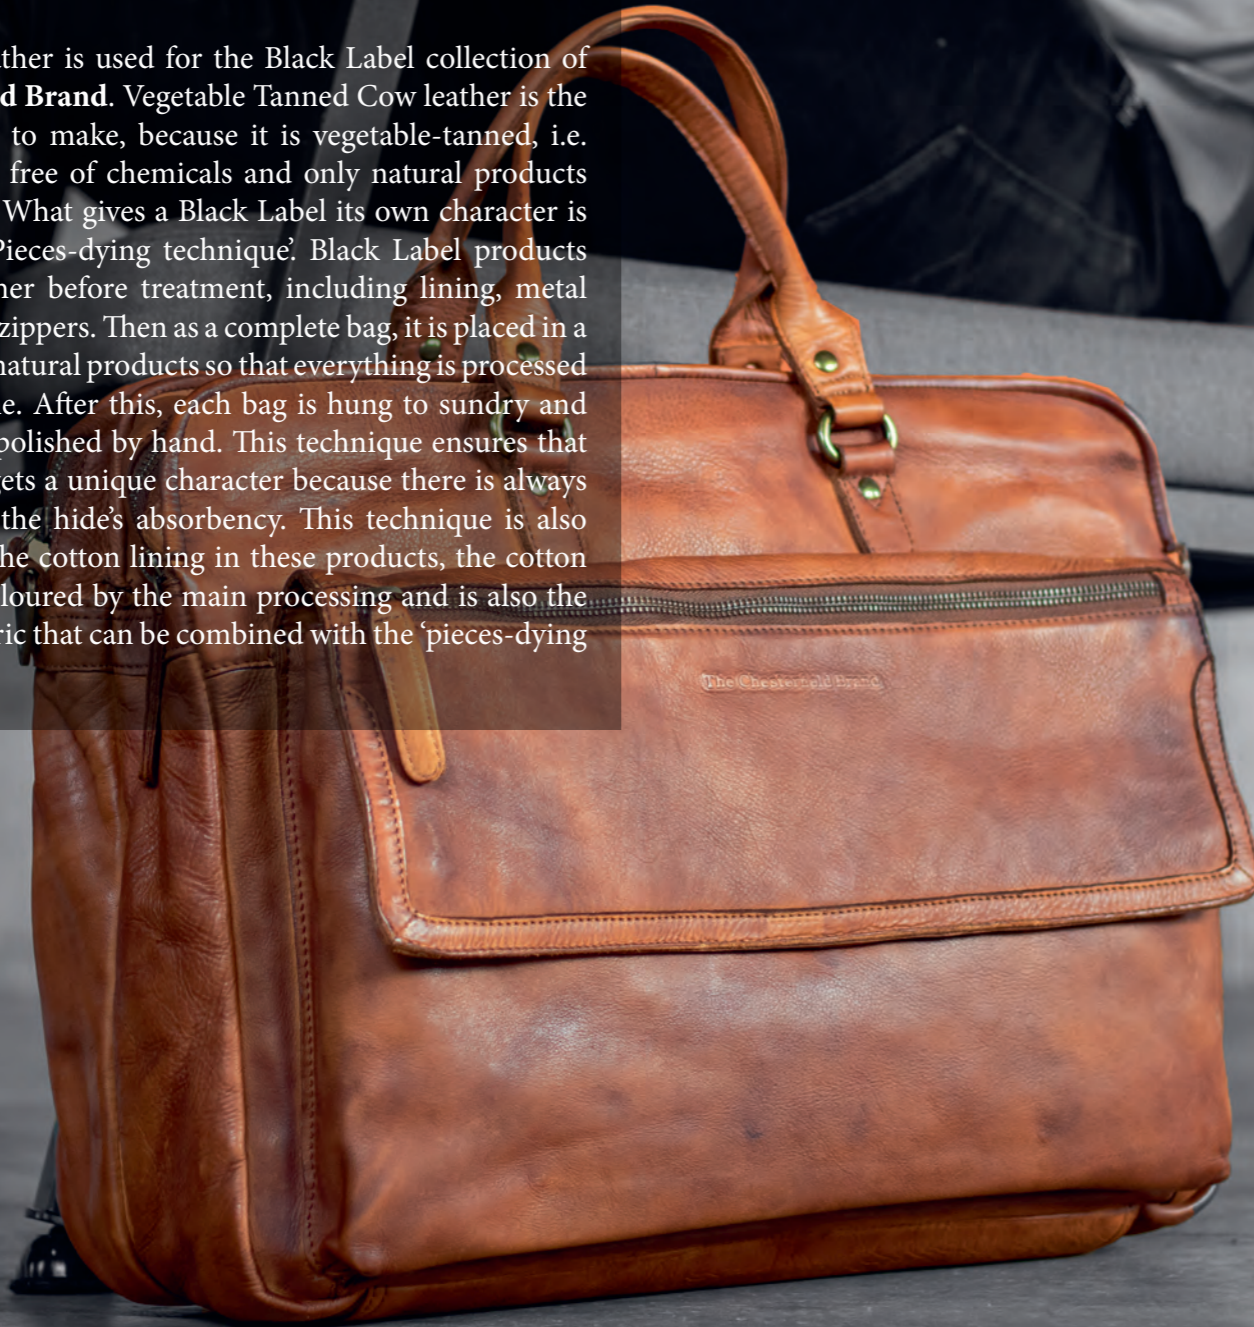 ther is used for the Black Label collection of
d Brand. Vegetable Tanned Cow leather is the
to make, because it is vegetable-tanned, i.e.
free of chemicals and only natural products
What gives a Black Label its own character is
Pieces-dying technique’. Black Label products
her before treatment, including lining, metal
zippers. Then as a complete bag, it is placed in a
natural products so that everything is processed
e. After this, each bag is hung to sundry and
polished by hand. This technique ensures that
gets a unique character because there is always
the hide’s absorbency. This technique is also
he cotton lining in these products, the cotton
loured by the main processing and is also the
ric that can be combined with the ‘pieces-dying
The Chesterfield Brand